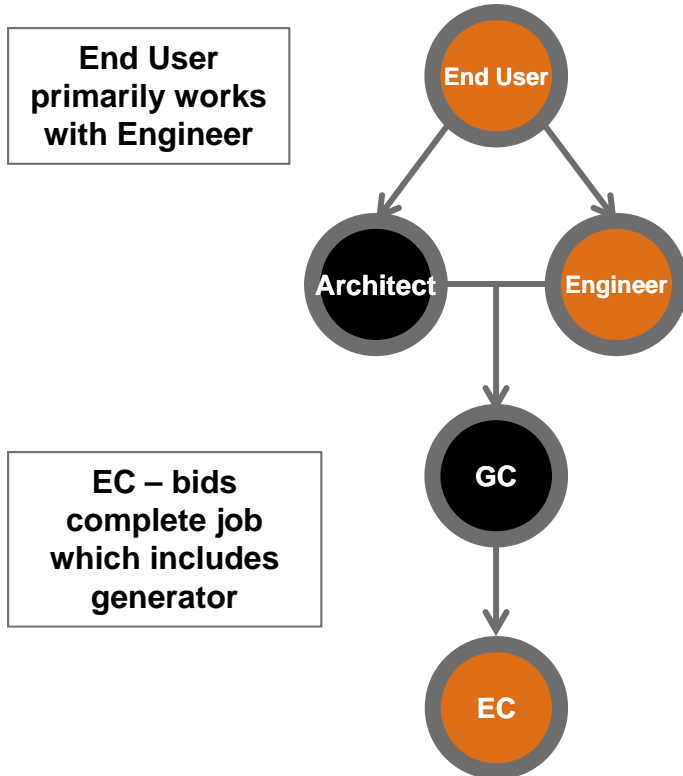 End User
primarily works
with Engineer
End User
Architect
Engineer
EC – bids
complete job
which includes
generator
GC
EC